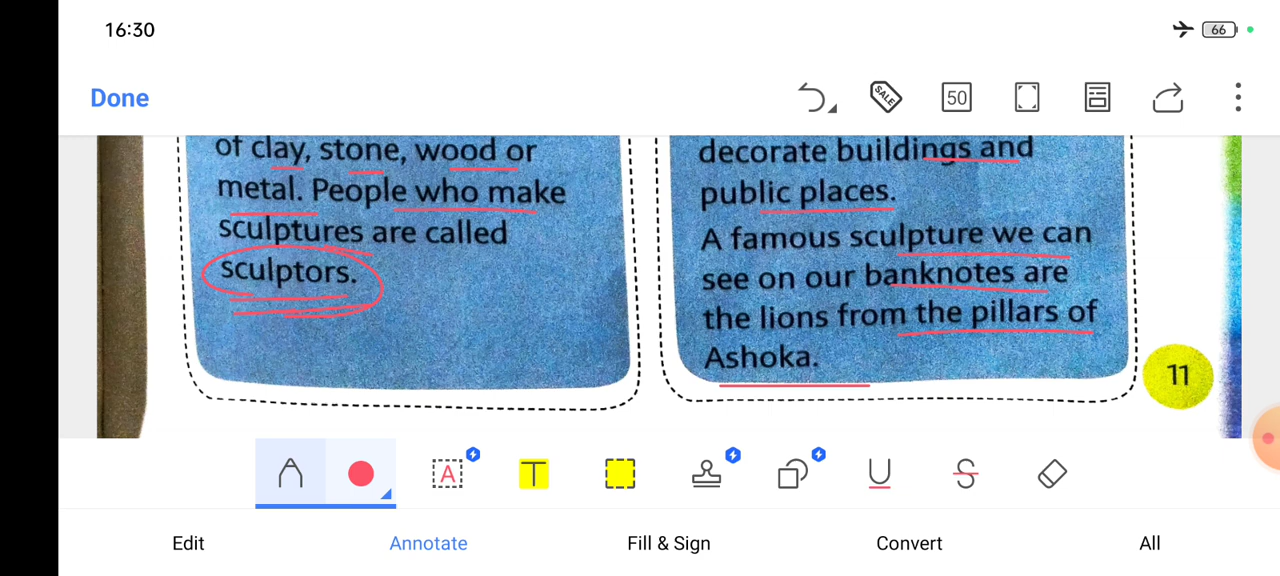 16:30
66
Done
SALE
50
of clay, stone, wood or
metal. People who make
sculptures are called
sculptors.
decorate buildings and
public places.
A famous sculpture we can
see on our banknotes are
the lions from the pillars of
Ashoka.
11
A
T
U
S
Edit
Annotate
Fill & Sign
Convert
All